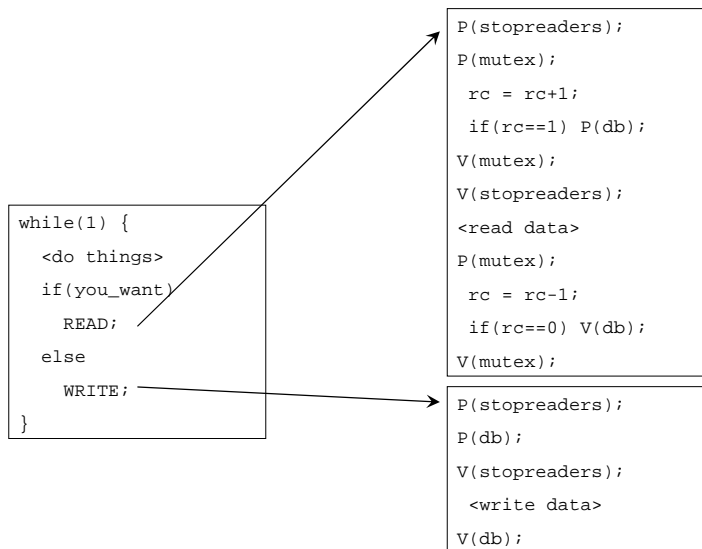 while(1) {
<do things>
if(you_want)
READ;
else
WRITE;
}
P(stopreaders);
P(mutex);
rc = rc+1;
if(rc==1) P(db);
V(mutex);
V(stopreaders);
<read data>
P(mutex);
rc = rc-1;
if(rc==0) V(db);
V(mutex);
P(stopreaders);
P(db);
V(stopreaders);
<write data>
V(db);